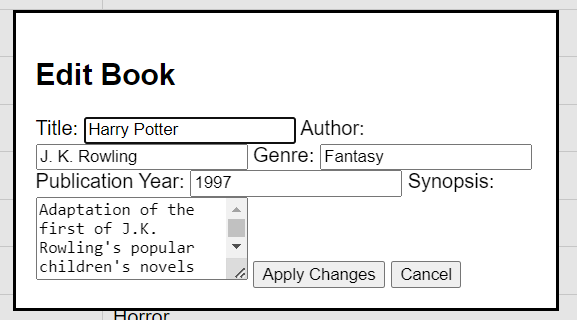 Edit Book
Title: Harry Potter Author:
J. K. Rowling Genre: Fantasy
Publication Year: 1997 Synopsis:
Adaptation of the
first of J.K.
Rowling's popular
children's novels
Apply Changes Cancel
Horror